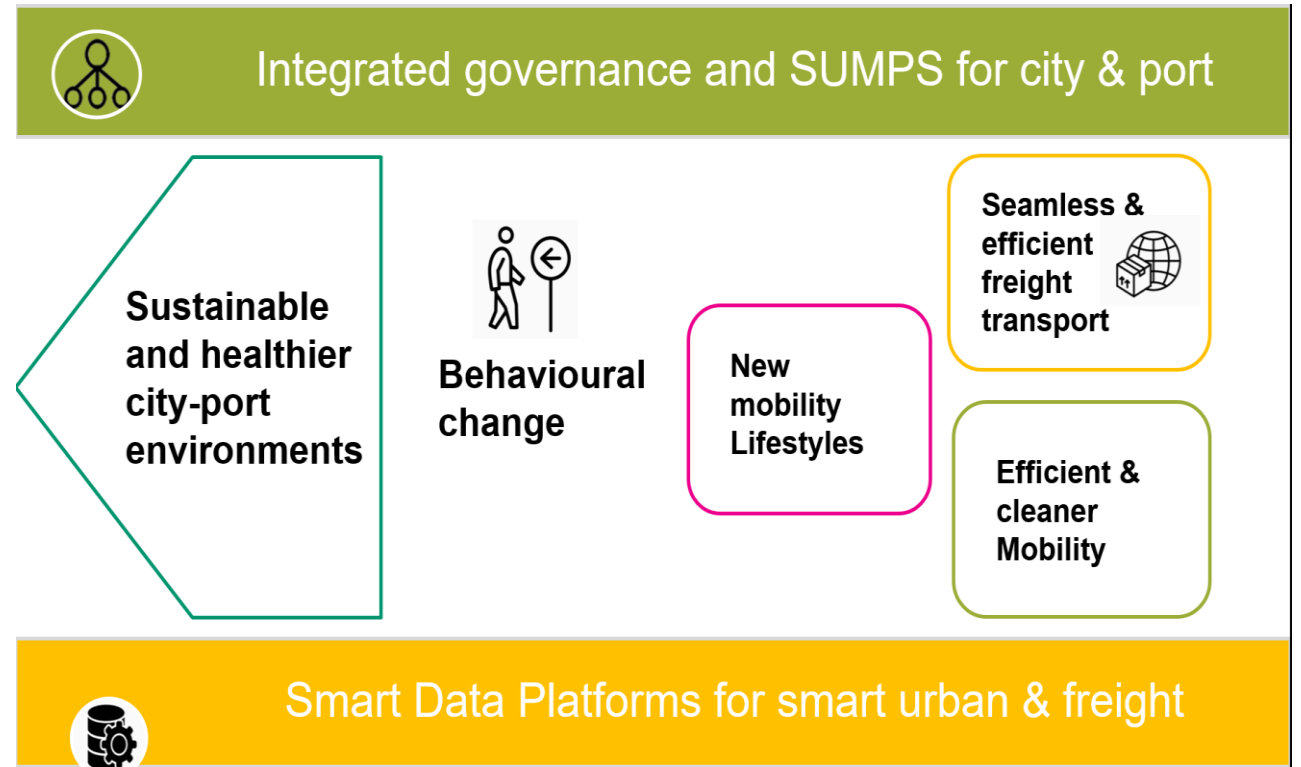 Integrated governance and SUMPS for city & port
Sustainable
and healthier
city-port
environments
Behavioural
change
New
mobility
Lifestyles
Seamless &
efficient
freight
transport
Efficient &
cleaner
Mobility
Smart Data Platforms for smart urban & freight